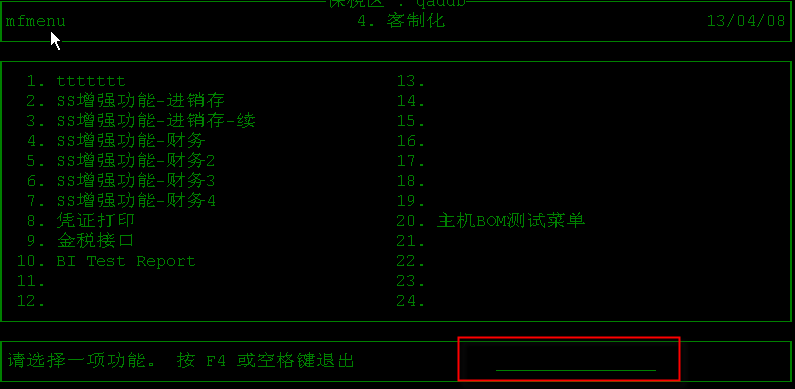 保税区 : qaddb
mfmenu 4. 客制化 13/04/08
1. ttttttt 13.
2. SS增强功能-进销存 14.
3. SS增强功能-进销存-续 15.
4. SS增强功能-财务 16.
5. SS增强功能-财务2 17.
6. SS增强功能-财务3 18.
7. SS增强功能-财务4 19.
8. 凭证打印 20. 主机BOM测试菜单
9. 金税接口 21.
10. BI Test Report 22.
11. 23.
12. 24.
请选择一项功能。 按 F4 或空格键退出